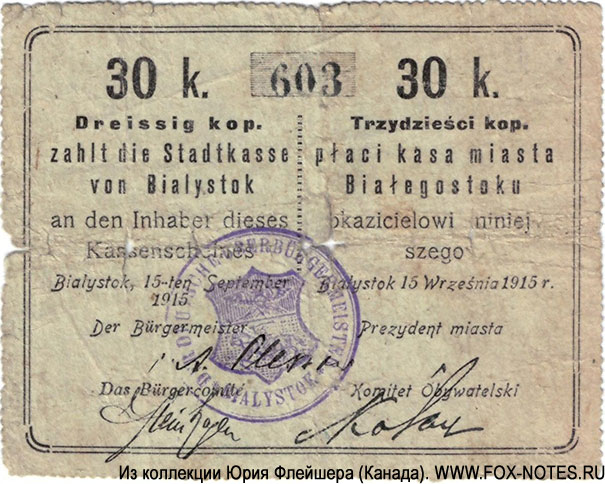 30 k. 603 30 k.
Dreissig kop.
zahlt die Stadtkasse
von Bialystok
an den Inhaber dieses
Kassenscheines
Bialystok, 15-ten September
1915
Der Bürgermeister
Das Bürgercomité
Trzydzieści kop.
płaci kasa miasta
Białegostoku
okazicielowi niniej
szego
Białystok 15 Września 1915 r.
Prezydent miasta
Komitet Obywatelski
BIALYSTOK
Из коллекции Юрия Флейшера (Канада). WWW.FOX-NOTES.RU